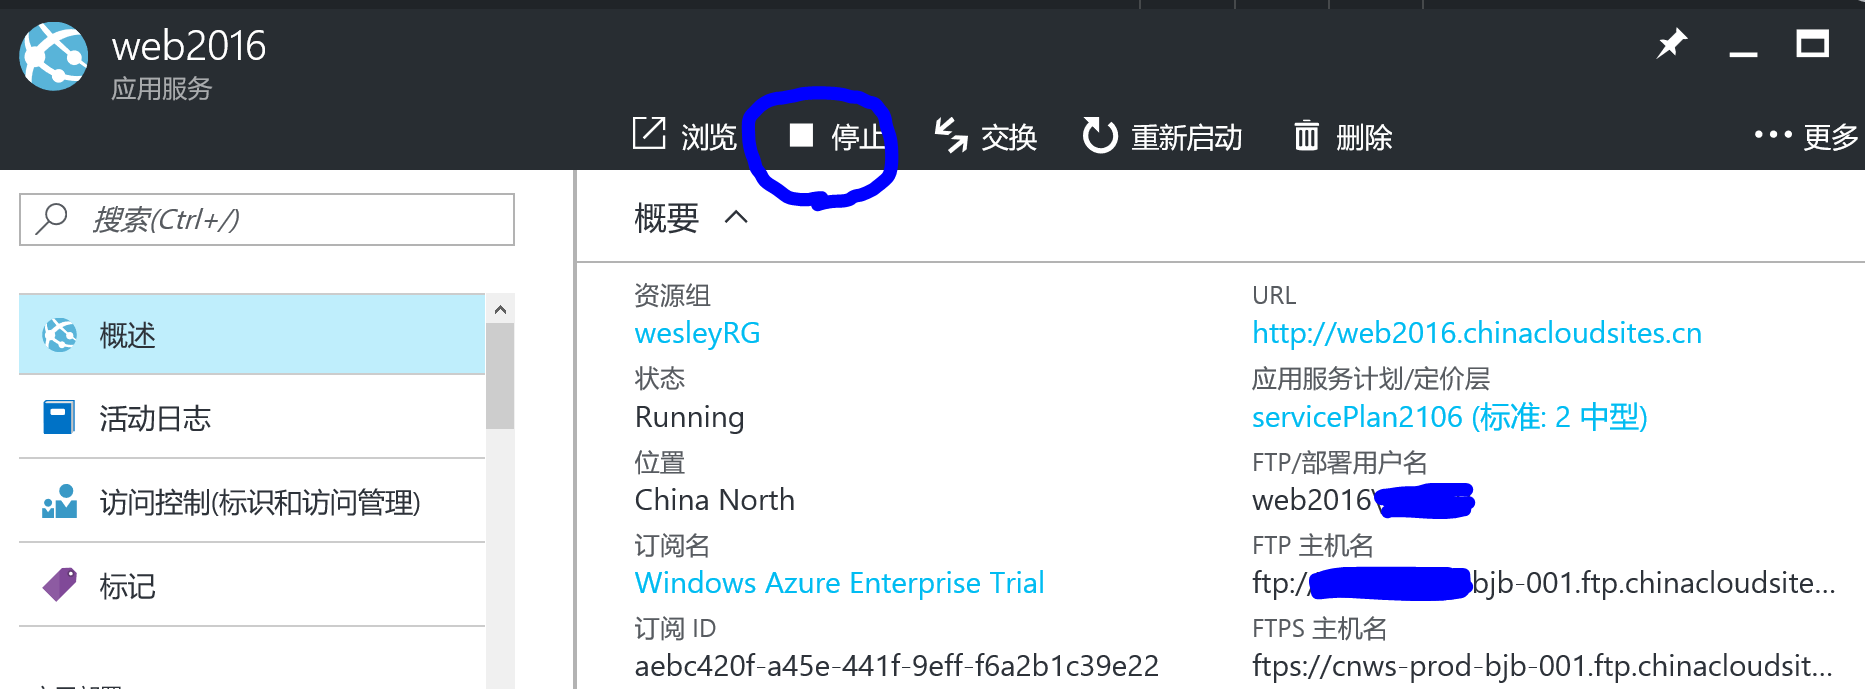 web2016
应用服务
浏览
停止
交换
重新启动
删除
更多
搜索(Ctrl+/)
概述
活动日志
访问控制(标识和访问管理)
标记
概要
资源组
wesleyRG
状态
Running
位置
China North
订阅名
Windows Azure Enterprise Trial
订阅 ID
aebc420f-a45e-441f-9eff-f6a2b1c39e22
URL
http://web2016.chinacloudsites.cn
应用服务计划/定价层
servicePlan2106 (标准: 2 中型)
FTP/部署用户名
web2016\
FTP 主机名
ftp:/ bjb-001.ftp.chinacloudsite...
FTPS 主机名
ftps://cnws-prod-bjb-001.ftp.chinacloudsit...